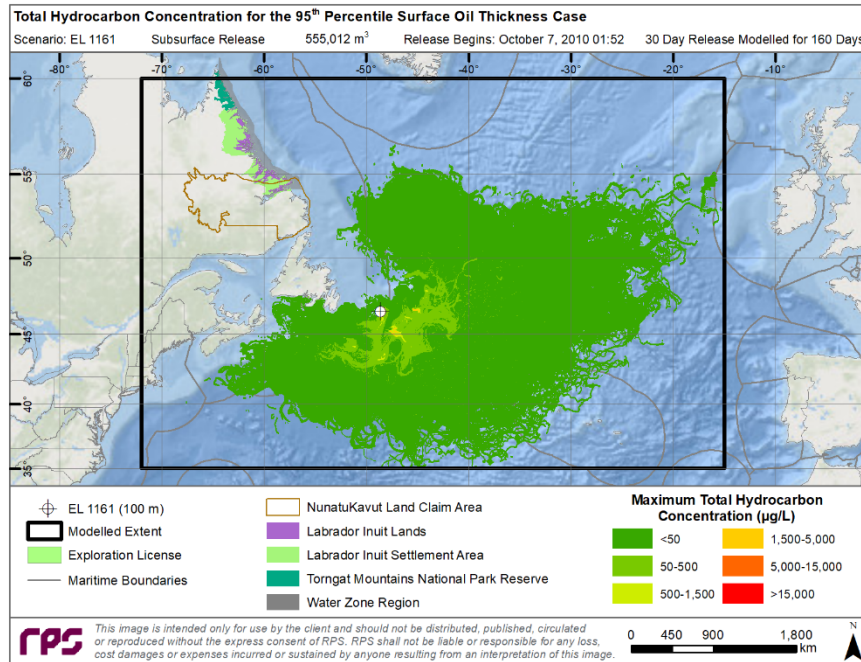 Total Hydrocarbon Concentration for the 95th Percentile Surface Oil Thickness Case
Scenario: EL 1161 Subsurface Release 555,012 m³ Release Begins: October 7, 2010 01:52 30 Day Release Modelled for 160 Days
-80° -70° -60° -50° -40° -30° -20° -10°
60°
55°
50°
45°
40°
35°
EL 1161 (100 m)
Modelled Extent
Exploration License
Maritime Boundaries
NunatuKavut Land Claim Area
Labrador Inuit Lands
Labrador Inuit Settlement Area
Torngat Mountains National Park Reserve
Water Zone Region
Maximum Total Hydrocarbon
Concentration (µg/L)
<50
50-500
500-1,500
1,500-5,000
5,000-15,000
>15,000
rps
This image is intended only for use by the client and should not be distributed, published, circulated
or reproduced without the express consent of RPS. RPS shall not be liable or responsible for any loss,
cost damages or expenses incurred or sustained by anyone resulting from an interpretation of this image.
0 450 900 1,800
km
N